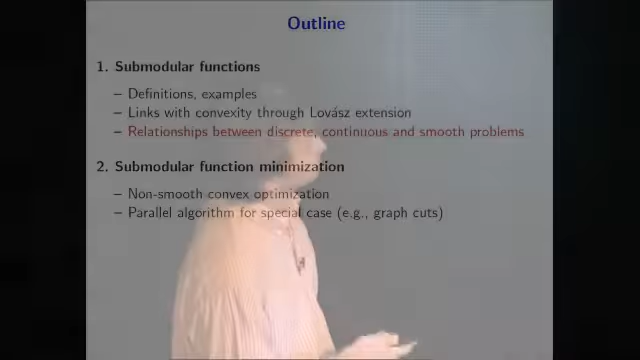 Outline
1. Submodular functions
– Definitions, examples
– Links with convexity through Lovász extension
– Relationships between discrete, continuous and smooth problems
2. Submodular function minimization
– Non-smooth convex optimization
– Parallel algorithm for special case (e.g., graph cuts)